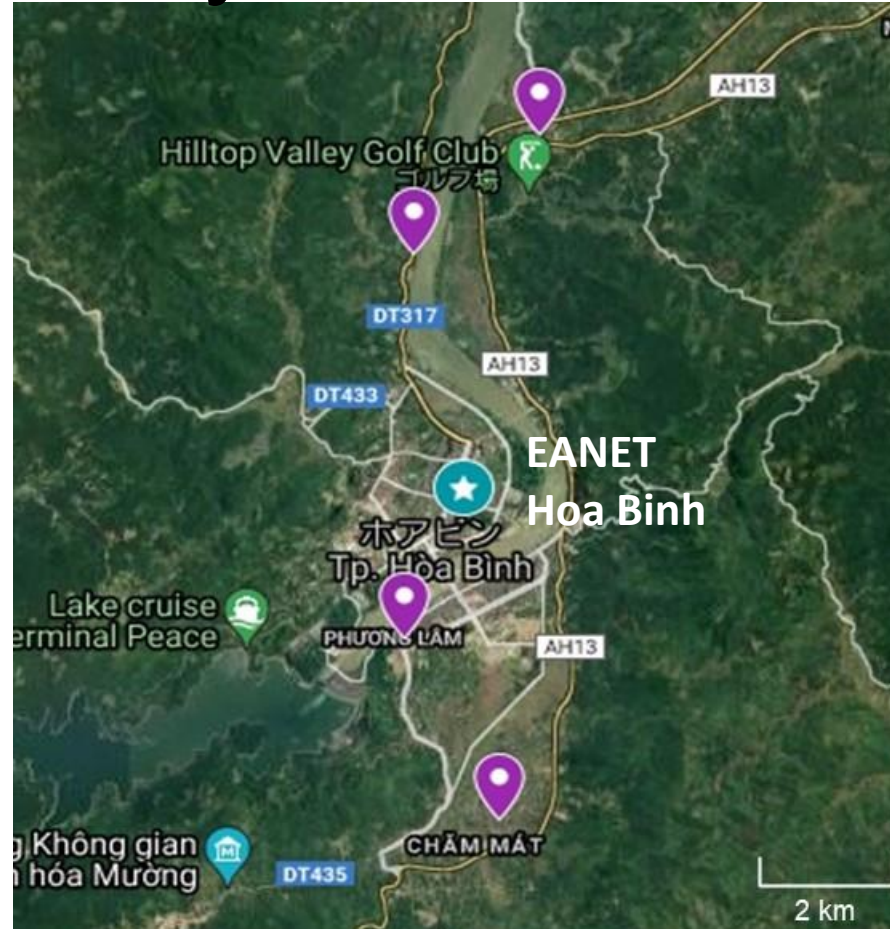 AH13
Hilltop Valley Golf Club
ゴルフ場
DT317
AH13
DT433
EANET
Hoa Binh
ホアビン
Tp. Hòa Bình
Lake cruise
erminal Peace
PHƯƠNG LÂM
AH13
g Không gian
n hóa Mường
CHĂM MÁT
DT435
2 km